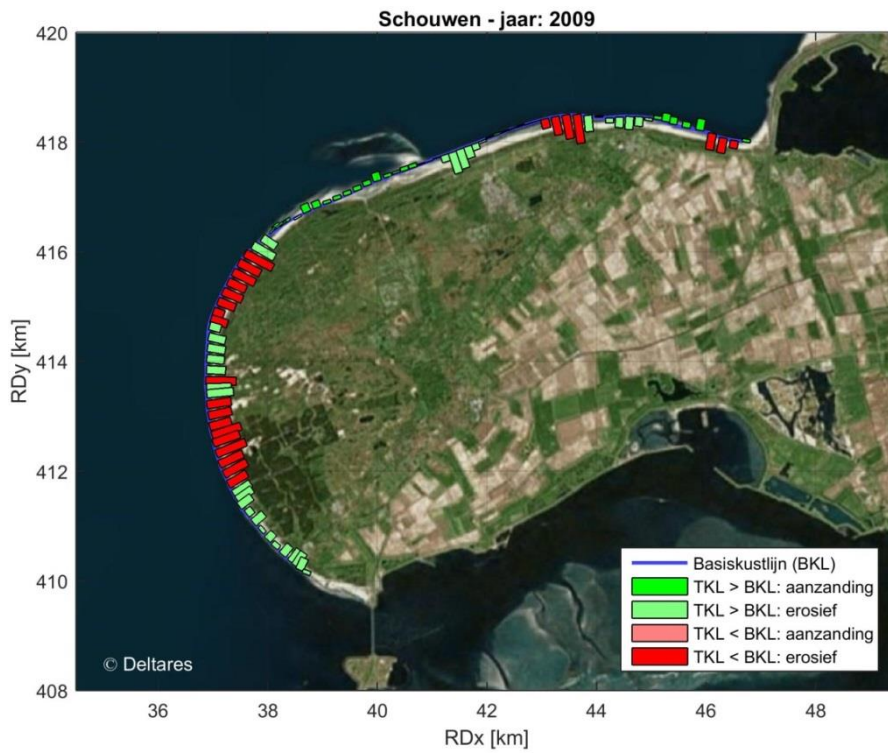 Schouwen - jaar: 2009
420
418
416
414
412
410
408
RDy [km]
36
38
40
42
44
46
48
RDx [km]
Basiskustlijn (BKL)
TKL > BKL: aanzanding
TKL > BKL: erosief
TKL < BKL: aanzanding
TKL < BKL: erosief
© Deltares